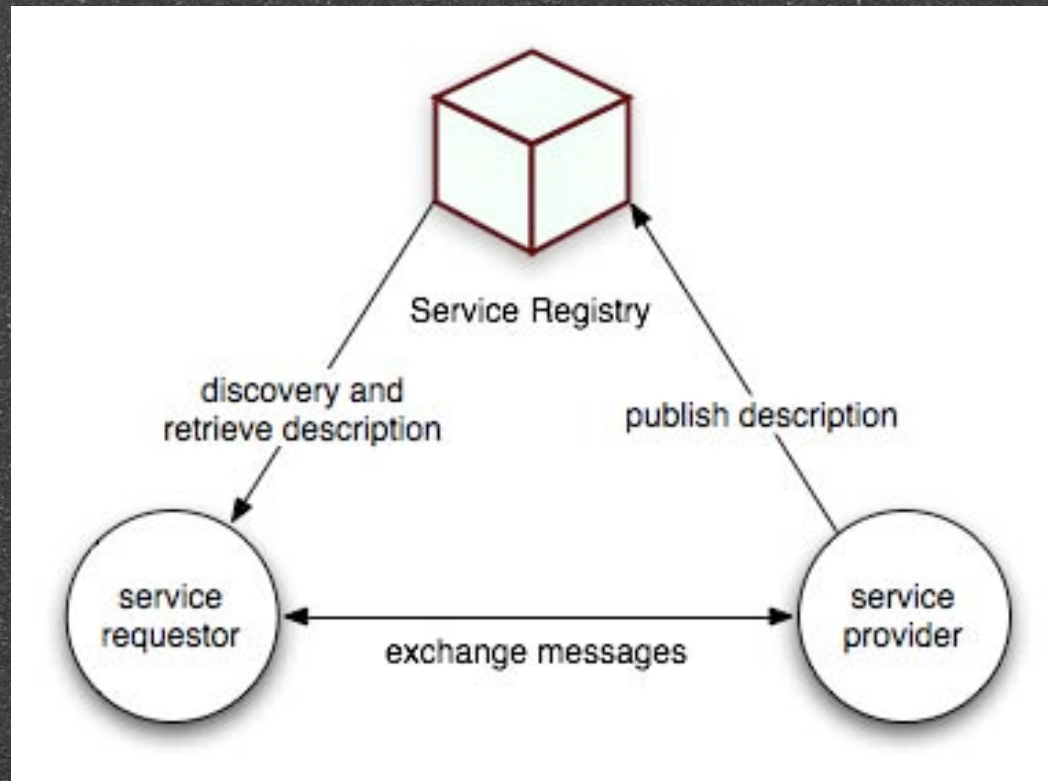 Service Registry
discovery and
retrieve description
publish description
service
requestor
exchange messages
service
provider